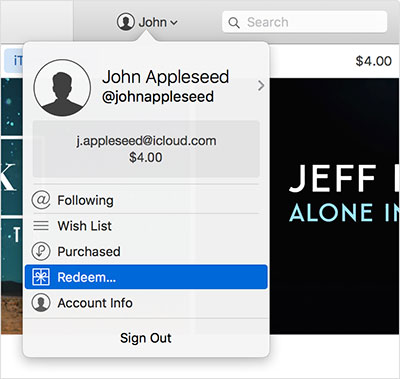 John
Search
iT
$4.00
John Appleseed
@johnappleseed
j.appleseed@icloud.com
$4.00
Following
Wish List
Purchased
Redeem...
Account Info
Sign Out
K
T
JEFF
ALONE IN